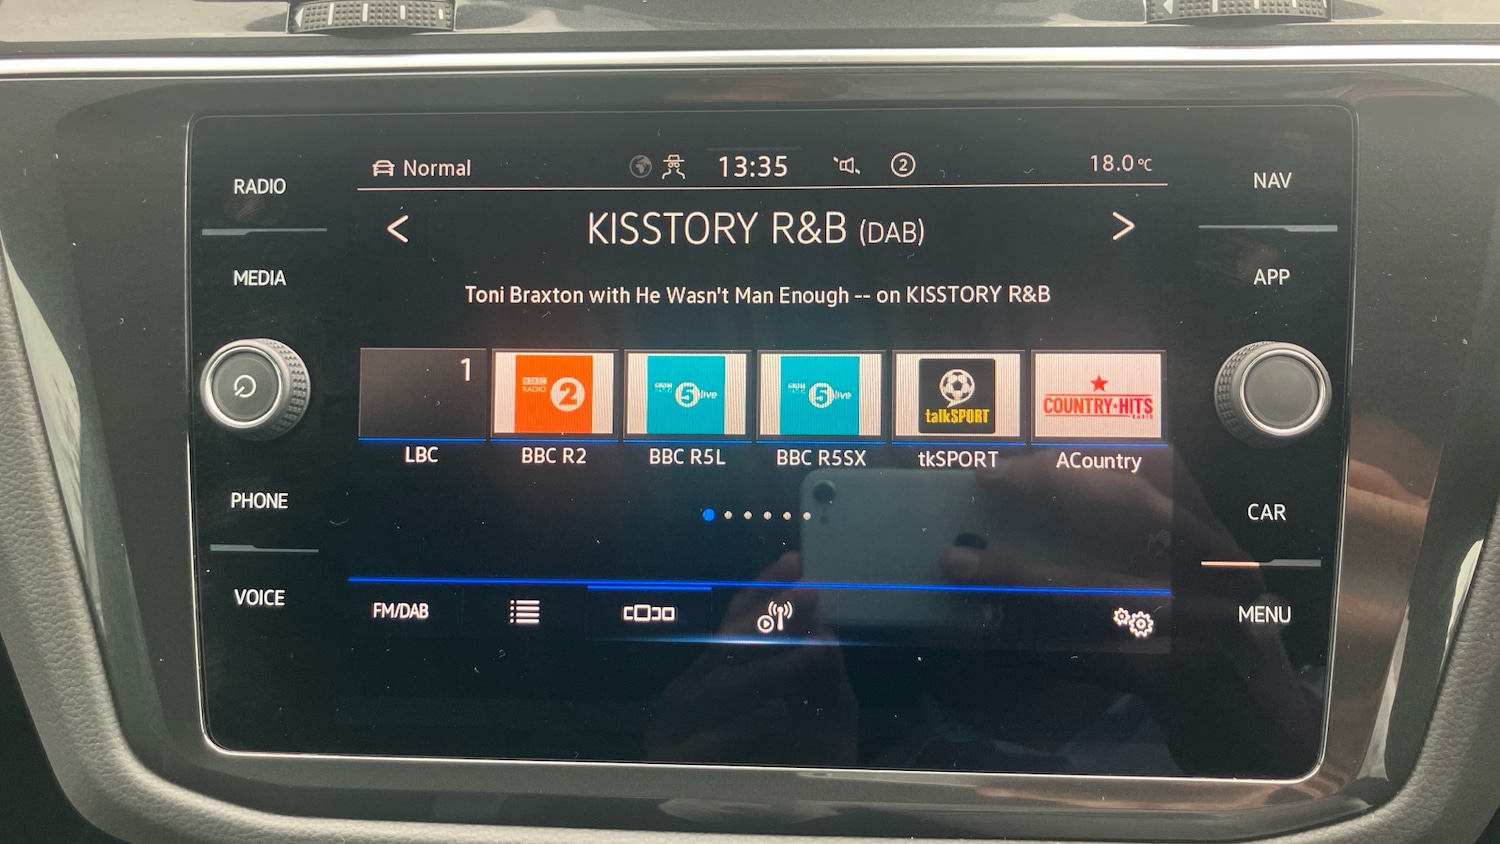 RADIO
MEDIA
PHONE
VOICE
Normal
13:35
2
18.0°C
KISSTORY R&B (DAB)
Toni Braxton with He Wasn't Man Enough -- on KISSTORY R&B
1
LBC
BBC
RADIO
2
BBC R2
5 live
BBC R5L
5 live
BBC R5SX
talkSPORT
tkSPORT
COUNTRY★HITS
RADIO
ACountry
FM/DAB
NAV
APP
CAR
MENU